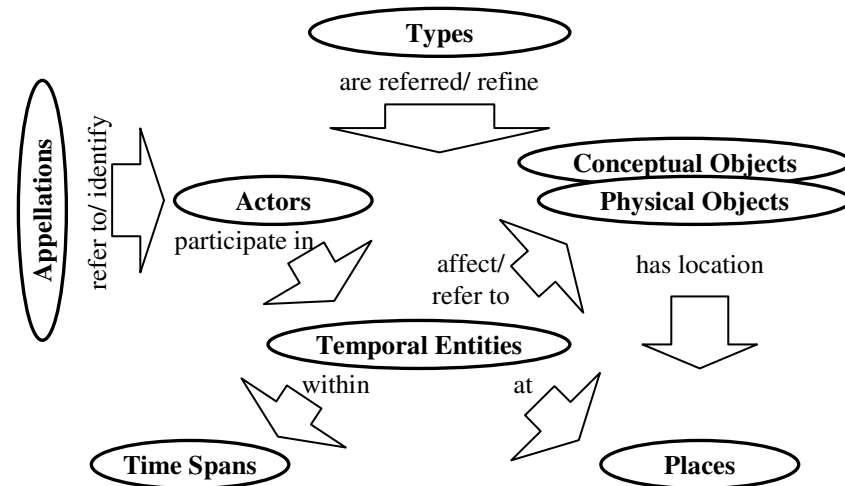 Types
are referred/ refine
Appellations
refer to/ identify
Conceptual Objects
Actors
Physical Objects
participate in
affect/
refer to
has location
Temporal Entities
within
at
Time Spans
Places